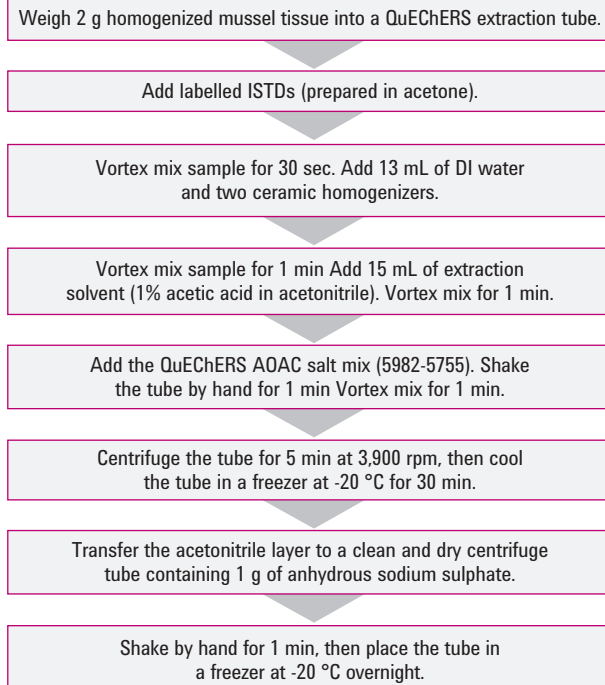 Weigh 2 g homogenized mussel tissue into a QuEChERS extraction tube.
Add labelled ISTDs (prepared in acetone).
Vortex mix sample for 30 sec. Add 13 mL of DI water
and two ceramic homogenizers.
Vortex mix sample for 1 min Add 15 mL of extraction
solvent (1% acetic acid in acetonitrile). Vortex mix for 1 min.
Add the QuEChERS AOAC salt mix (5982-5755). Shake
the tube by hand for 1 min Vortex mix for 1 min.
Centrifuge the tube for 5 min at 3,900 rpm, then cool
the tube in a freezer at -20 °C for 30 min.
Transfer the acetonitrile layer to a clean and dry centrifuge
tube containing 1 g of anhydrous sodium sulphate.
Shake by hand for 1 min, then place the tube in
a freezer at -20 °C overnight.